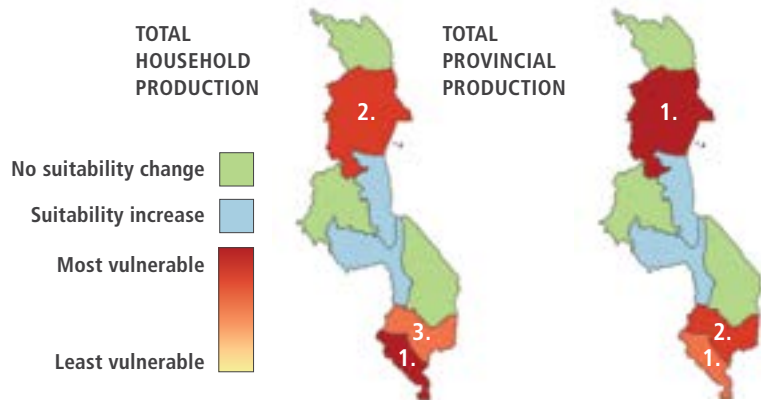 TOTAL
HOUSEHOLD
PRODUCTION
TOTAL
PROVINCIAL
PRODUCTION
2.
1.
No suitability change
Suitability increase
Most vulnerable
Least vulnerable
3.
1.
2.
1.